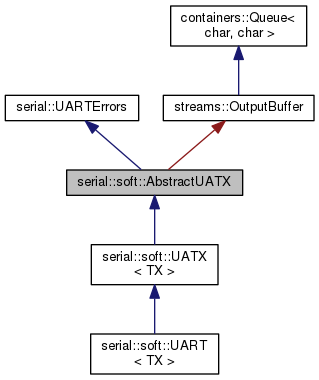 containers::Queue<
char, char >
serial::UARTErrors
streams::OutputBuffer
serial::soft::AbstractUATX
serial::soft::UATX
< TX >
serial::soft::UART
< TX >